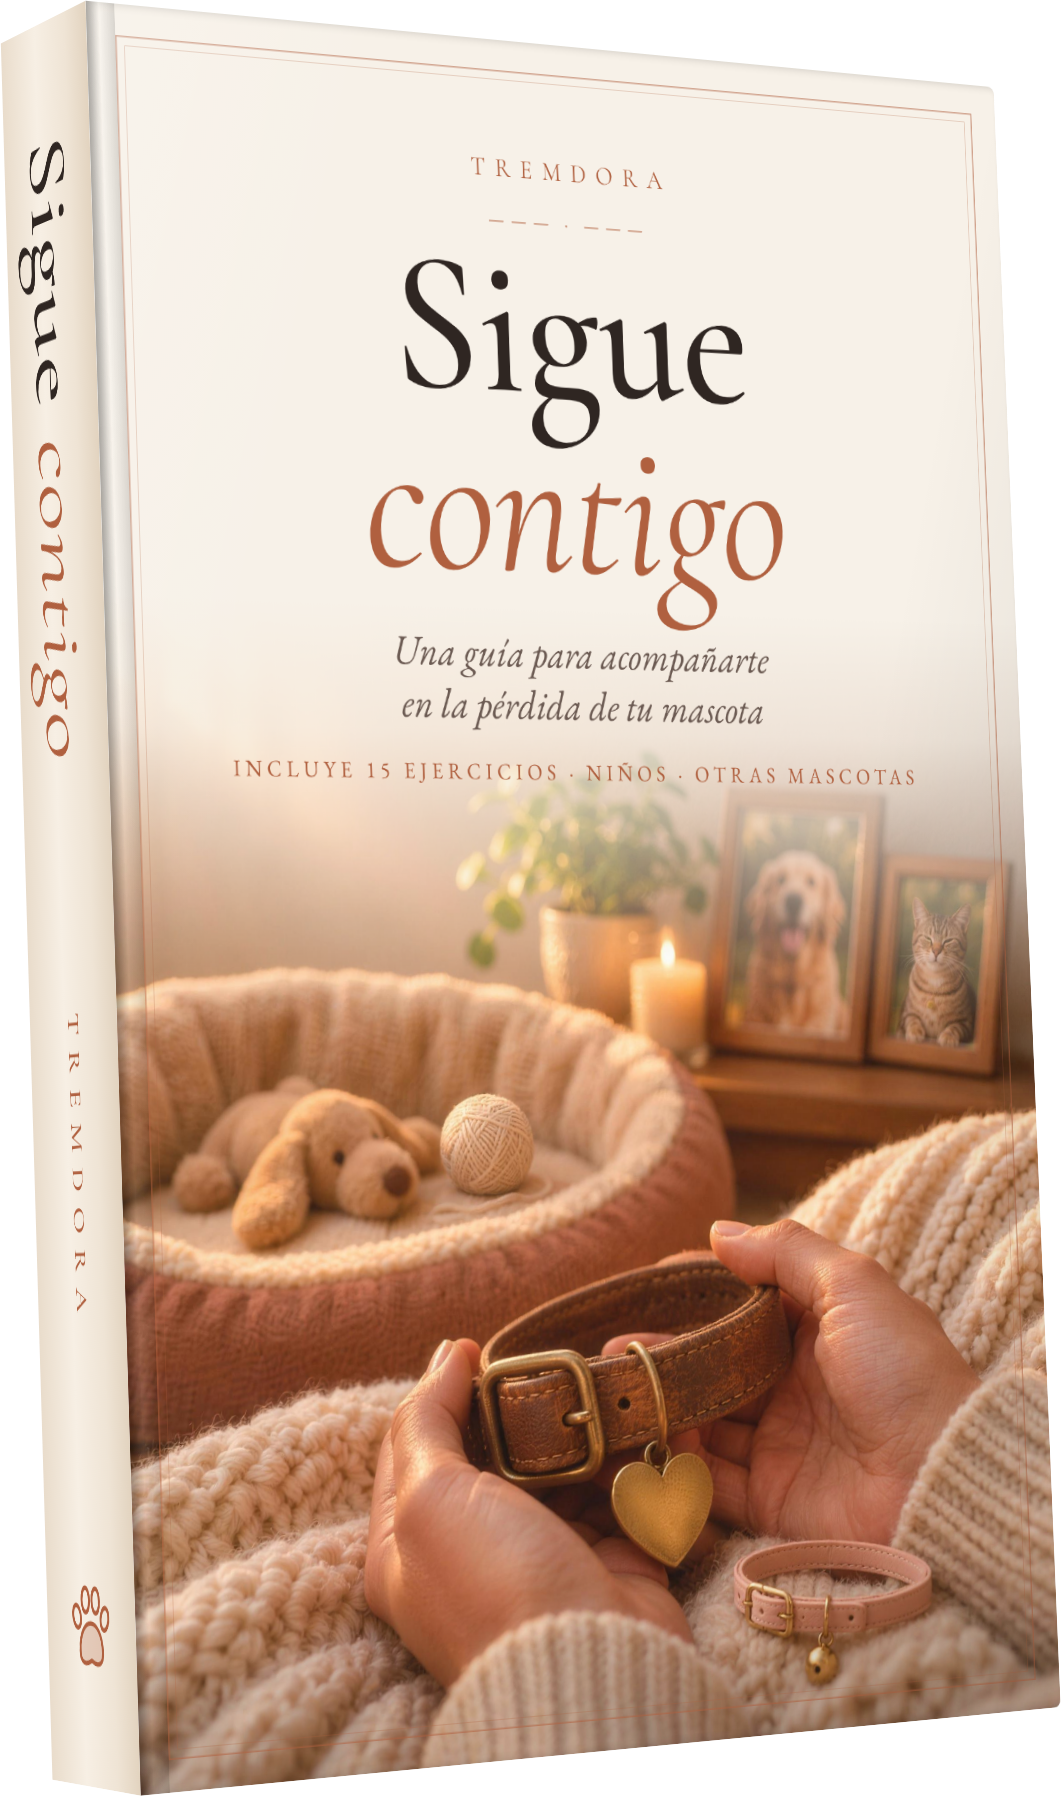 TREMDORA
Sigue
contigo
Una guía para acompañarte
en la pérdida de tu mascota
INCLUYE 15 EJERCICIOS · NIÑOS · OTRAS MASCOTAS
Sigue contigo
TREMDORA